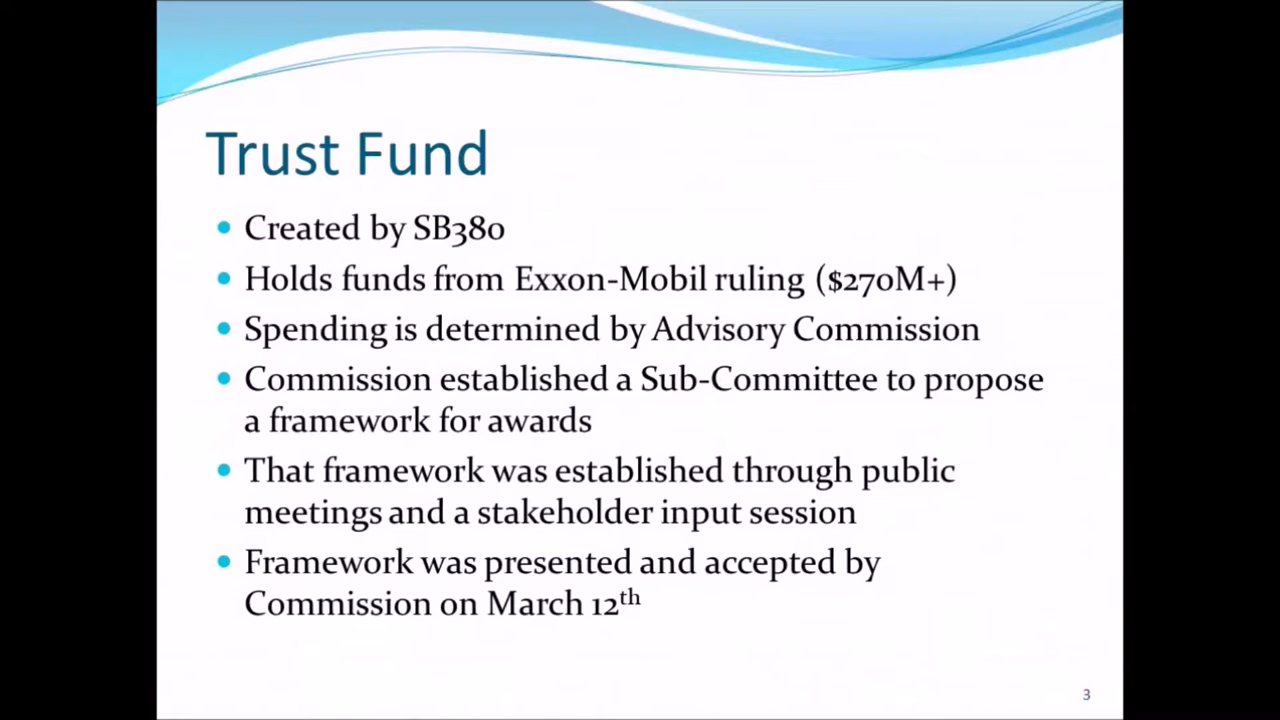 Trust Fund
• Created by SB380
• Holds funds from Exxon-Mobil ruling ($270M+)
• Spending is determined by Advisory Commission
• Commission established a Sub-Committee to propose
a framework for awards
• That framework was established through public
meetings and a stakeholder input session
• Framework was presented and accepted by
Commission on March 12th
3